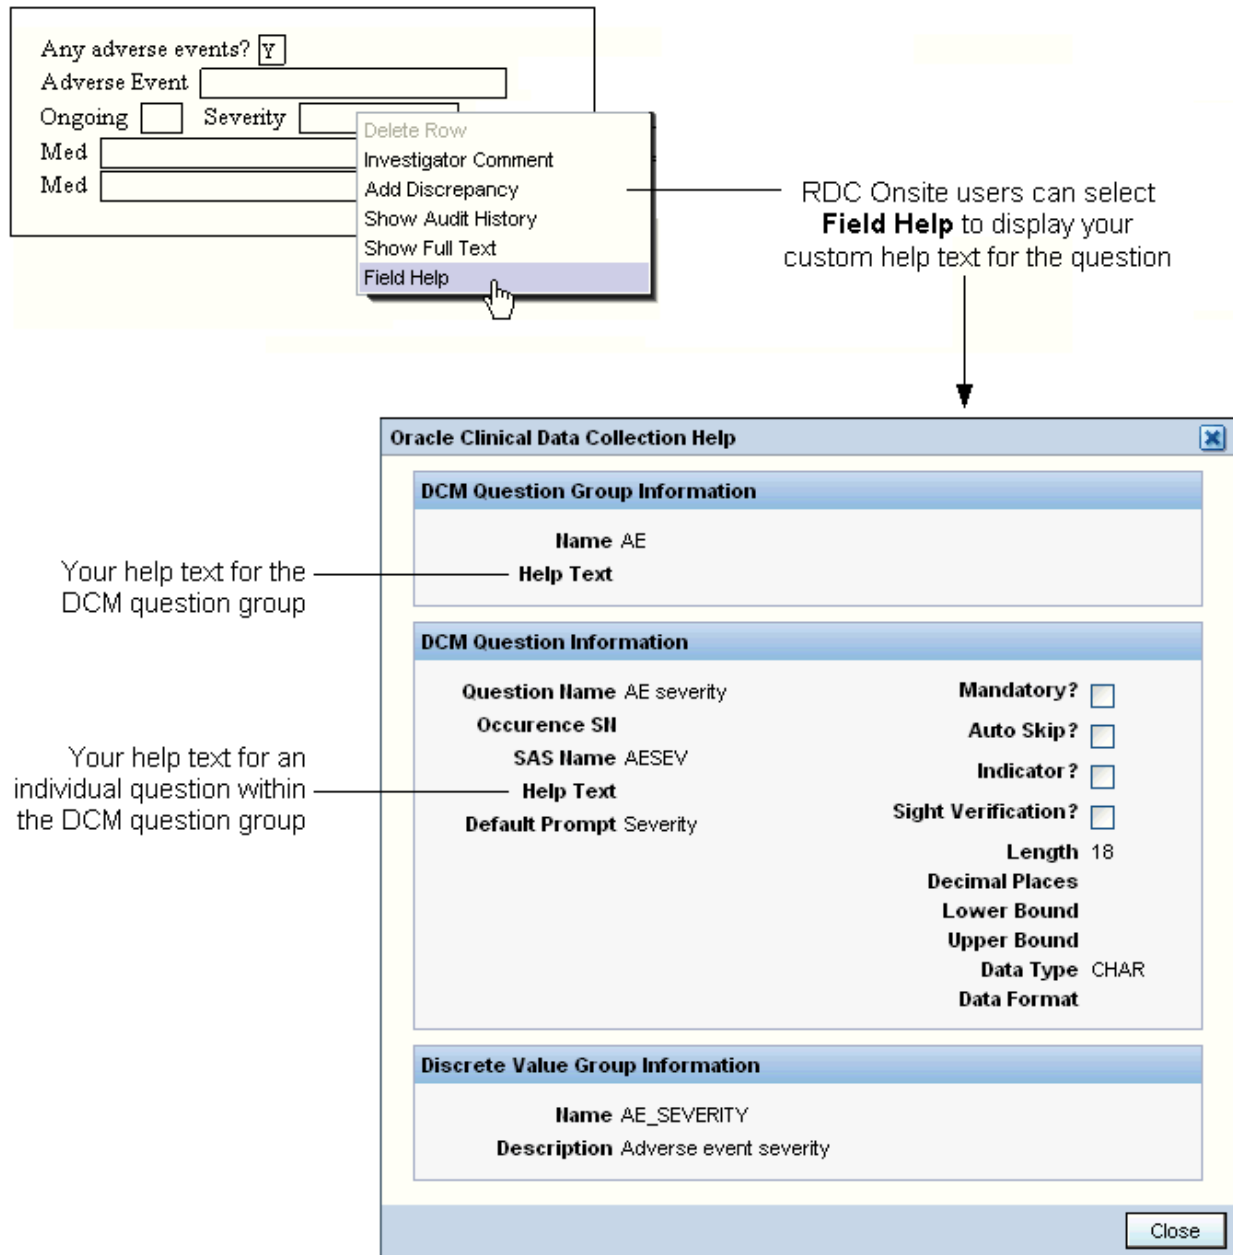 Any adverse events? Y
Adverse Event
Ongoing Severity
Med
Med
Delete Row
Investigator Comment
Add Discrepancy
Show Audit History
Show Full Text
Field Help
RDC Onsite users can select
Field Help to display your
custom help text for the question
Oracle Clinical Data Collection Help
DCM Question Group Information
Name AE
Help Text
Your help text for the
DCM question group
DCM Question Information
Question Name AE severity
Occurence SN
SAS Name AESEV
Help Text
Default Prompt Severity
Your help text for an
individual question within
the DCM question group
Mandatory?
Auto Skip?
Indicator?
Sight Verification?
Length 18
Decimal Places
Lower Bound
Upper Bound
Data Type CHAR
Data Format
Discrete Value Group Information
Name AE_SEVERITY
Description Adverse event severity
Close